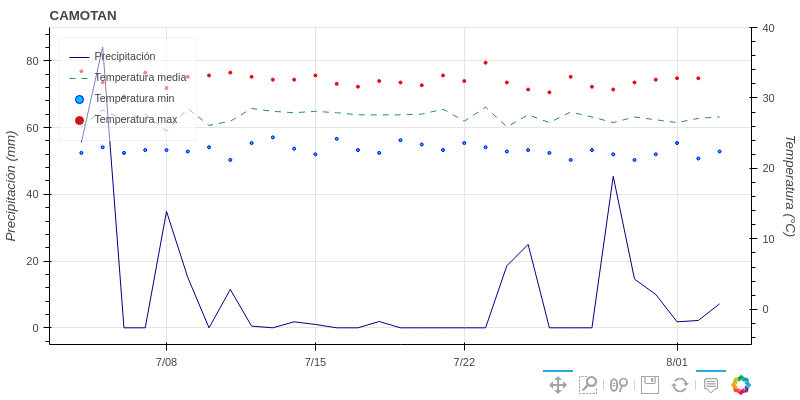 CAMOTAN
Precipitación
Temperatura media
Temperatura min
Temperatura max
80
60
40
20
0
Precipitación (mm)
40
30
20
10
0
Temperatura (°C)
7/08
7/15
7/22
8/01